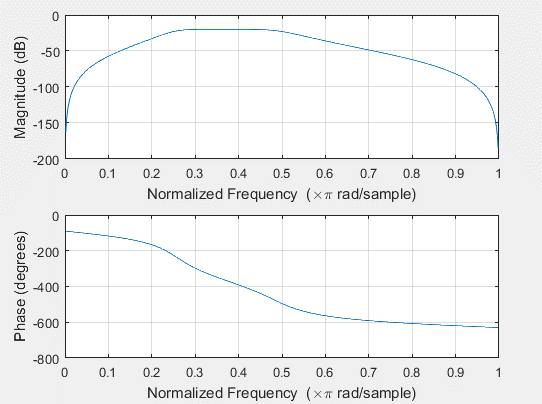 Magnitude (dB)
0
-50
-100
-150
-200
0 0.1 0.2 0.3 0.4 0.5 0.6 0.7 0.8 0.9 1
Normalized Frequency (×π rad/sample)
Phase (degrees)
0
-200
-400
-600
-800
0 0.1 0.2 0.3 0.4 0.5 0.6 0.7 0.8 0.9 1
Normalized Frequency (×π rad/sample)